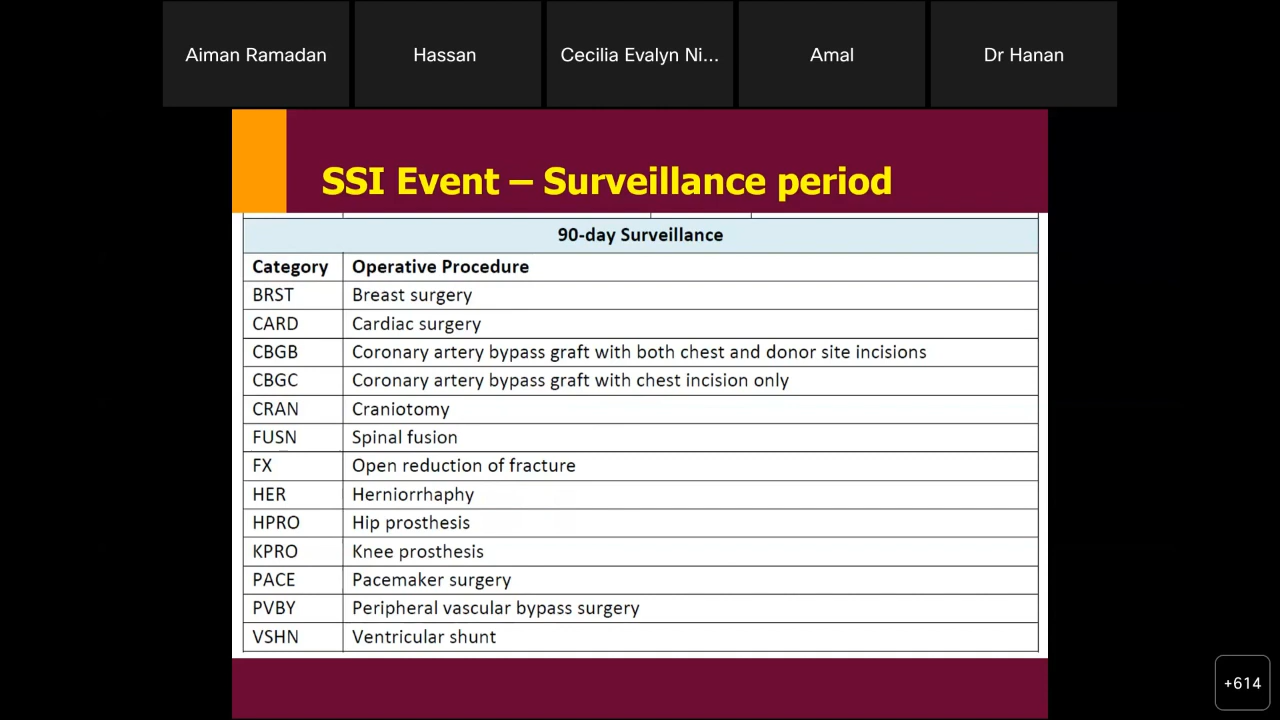 Aiman Ramadan
Hassan
Cecilia Evalyn Ni...
Amal
Dr Hanan
SSI Event – Surveillance period
90-day Surveillance
Category Operative Procedure
BRST Breast surgery
CARD Cardiac surgery
CBGB Coronary artery bypass graft with both chest and donor site incisions
CBGC Coronary artery bypass graft with chest incision only
CRAN Craniotomy
FUSN Spinal fusion
FX Open reduction of fracture
HER Herniorrhaphy
HPRO Hip prosthesis
KPRO Knee prosthesis
PACE Pacemaker surgery
PVBY Peripheral vascular bypass surgery
VSHN Ventricular shunt
+614